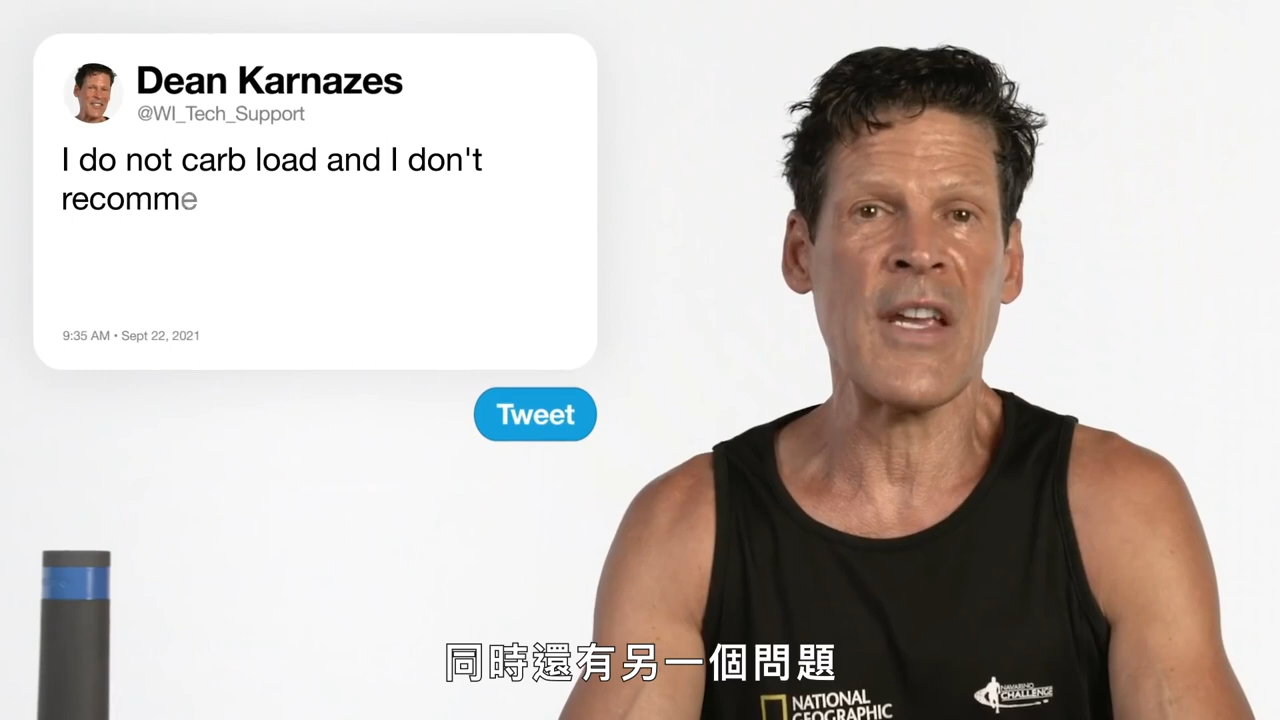 Dean Karnazes
@WI_Tech_Support
I do not carb load and I don't
recomme
9:35 AM • Sept 22, 2021
Tweet
同時還有另一個問題
NATIONAL
GEOGRAPHIC
NAVARINO
CHALLENGE